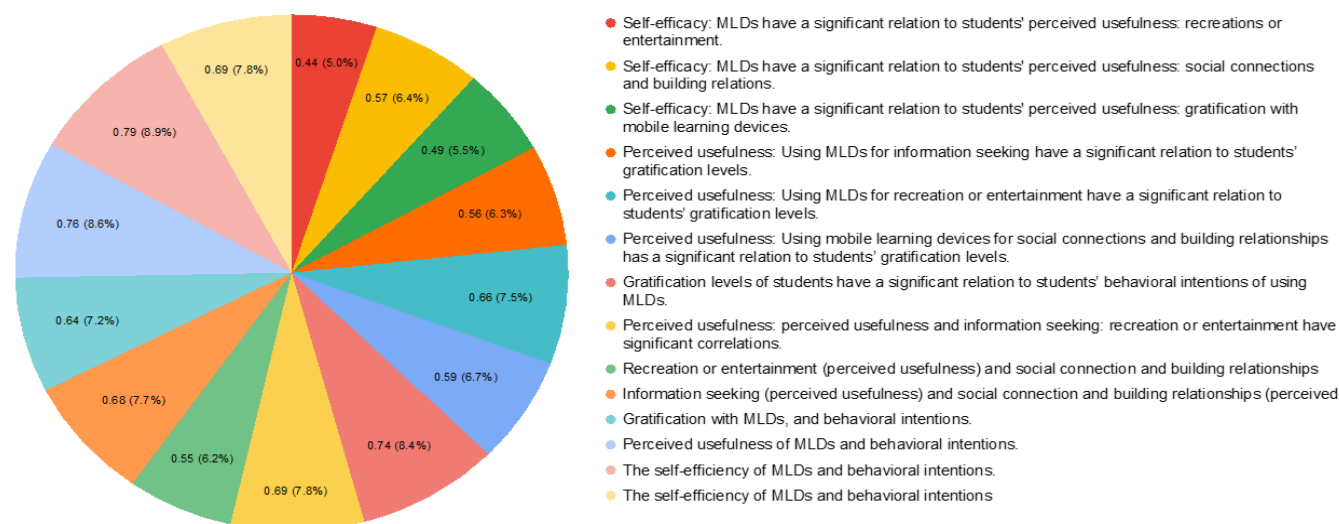 0.69 (7.8%)
0.44 (5.0%)
0.57 (6.4%)
0.79 (8.9%)
0.49 (5.5%)
0.56 (6.3%)
0.76 (8.6%)
0.66 (7.5%)
0.64 (7.2%)
0.59 (6.7%)
0.68 (7.7%)
0.74 (8.4%)
0.55 (6.2%)
0.69 (7.8%)
Self-efficacy: MLDs have a significant relation to students' perceived usefulness: recreations or
entertainment.
Self-efficacy: MLDs have a significant relation to students' perceived usefulness: social connections
and building relations.
Self-efficacy: MLDs have a significant relation to students' perceived usefulness: gratification with
mobile learning devices.
Perceived usefulness: Using MLDs for information seeking have a significant relation to students’
gratification levels.
Perceived usefulness: Using MLDs for recreation or entertainment have a significant relation to
students’ gratification levels.
Perceived usefulness: Using mobile learning devices for social connections and building relationships
has a significant relation to students’ gratification levels.
Gratification levels of students have a significant relation to students’ behavioral intentions of using
MLDs.
Perceived usefulness: perceived usefulness and information seeking: recreation or entertainment have
significant correlations.
Recreation or entertainment (perceived usefulness) and social connection and building relationships
Information seeking (perceived usefulness) and social connection and building relationships (perceived
Gratification with MLDs, and behavioral intentions.
Perceived usefulness of MLDs and behavioral intentions.
The self-efficiency of MLDs and behavioral intentions.
The self-efficiency of MLDs and behavioral intentions